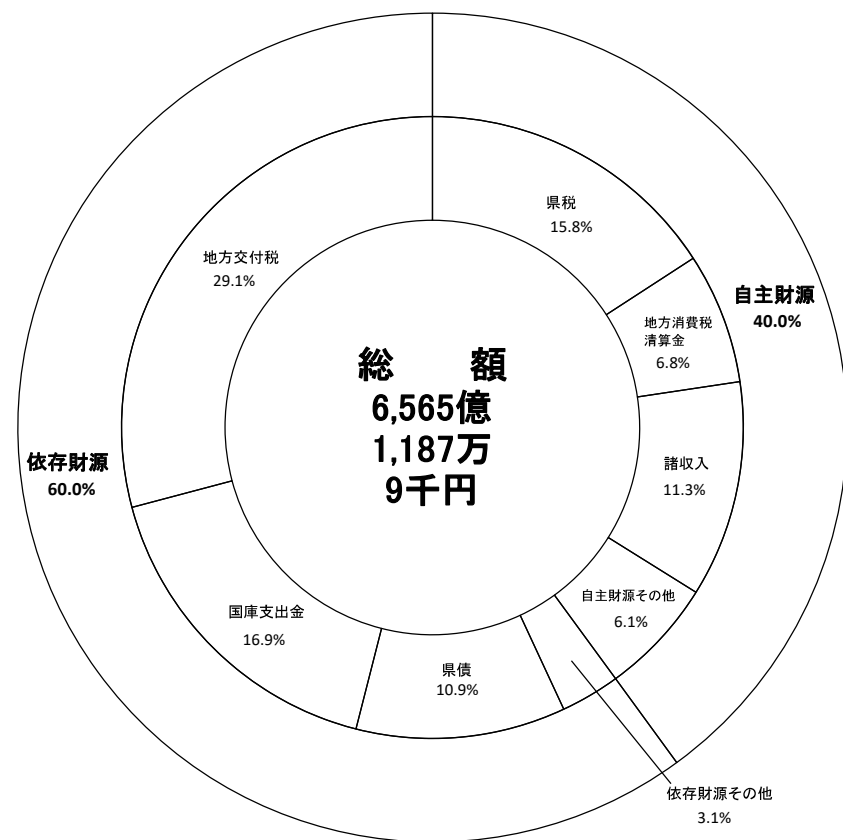 県税
15.8%
地方交付税
29.1%
自主財源
40.0%
地方消費税
清算金
6.8%
総　額
6,565億
1,187万
9千円
依存財源
60.0%
諸収入
11.3%
自主財源その他
6.1%
国庫支出金
16.9%
県債
10.9%
依存財源その他
3.1%